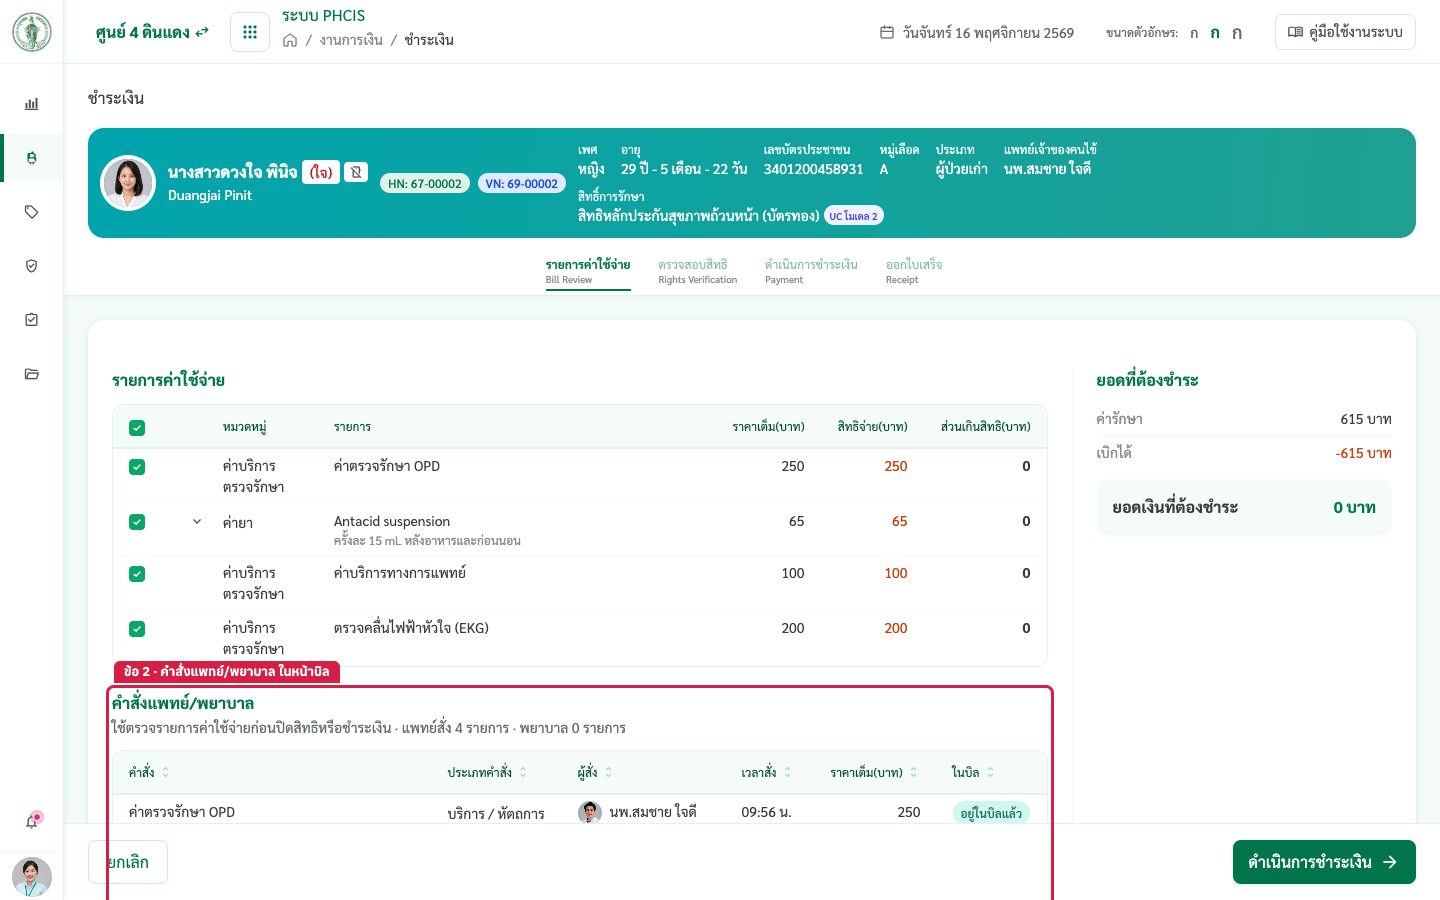 ศูนย์ 4 ดินแดง
ระบบ PHCIS
/ งานการเงิน / ชำระเงิน
วันจันทร์ 16 พฤศจิกายน 2569
ขนาดตัวอักษร: ก ก ก
คู่มือใช้งานระบบ
ชำระเงิน
นางสาวดวงใจ พินิจ (ใจ)
Duangjai Pinit
HN: 67-00002
VN: 69-00002
เพศ อายุ เลขบัตรประชาชน หมู่เลือด ประเภท แพทย์เจ้าของคนไข้
หญิง 29 ปี - 5 เดือน - 22 วัน 3401200458931 A ผู้ป่วยเก่า นพ.สมชาย ใจดี
สิทธิ์การรักษา
สิทธิหลักประกันสุขภาพถ้วนหน้า (บัตรทอง) UC โมเดล 2
รายการค่าใช้จ่าย ตรวจสอบสิทธิ ดำเนินการชำระเงิน ออกใบเสร็จ
Bill Review Rights Verification Payment Receipt
รายการค่าใช้จ่าย
หมวดหมู่ รายการ ราคาเต็ม(บาท) สิทธิจ่าย(บาท) ส่วนเกินสิทธิ(บาท)
ค่าบริการ ค่าตรวจรักษา OPD 250 250 0
ตรวจรักษา
ค่ายา Antacid suspension 65 65 0
ครั้งละ 15 mL หลังอาหารและก่อนนอน
ค่าบริการ ค่าบริการทางการแพทย์ 100 100 0
ตรวจรักษา
ค่าบริการ ตรวจคลื่นไฟฟ้าหัวใจ (EKG) 200 200 0
ตรวจรักษา
ยอดที่ต้องชำระ
ค่ารักษา 615 บาท
เบิกได้ -615 บาท
ยอดเงินที่ต้องชำระ 0 บาท
ข้อ 2 · คำสั่งแพทย์/พยาบาล ในหน้าบิล
คำสั่งแพทย์/พยาบาล
ใช้ตรวจรายการค่าใช้จ่ายก่อนปิดสิทธิหรือชำระเงิน · แพทย์สั่ง 4 รายการ · พยาบาล 0 รายการ
คำสั่ง ประเภทคำสั่ง ผู้สั่ง เวลาสั่ง ราคาเต็ม(บาท) ในบิล
ค่าตรวจรักษา OPD บริการ / หัตถการ นพ.สมชาย ใจดี 09:56 น. 250 อยู่ในบิลแล้ว
ยกเลิก
ดำเนินการชำระเงิน